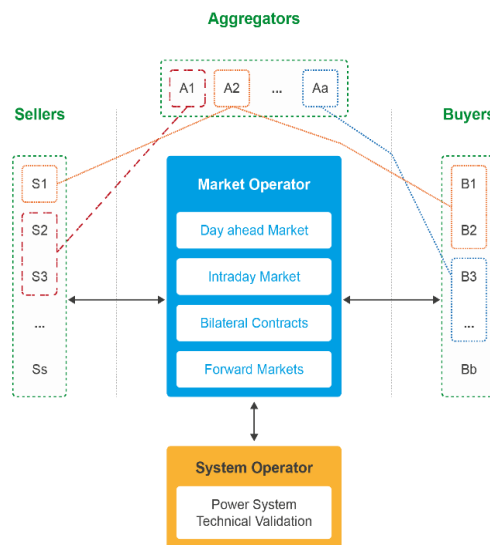 Aggregators
A1 A2 ... Aa
Sellers
Buyers
S1
S2
S3
...
Ss
Market Operator
Day ahead Market
Intraday Market
Bilateral Contracts
Forward Markets
B1
B2
B3
...
Bb
System Operator
Power System
Technical Validation